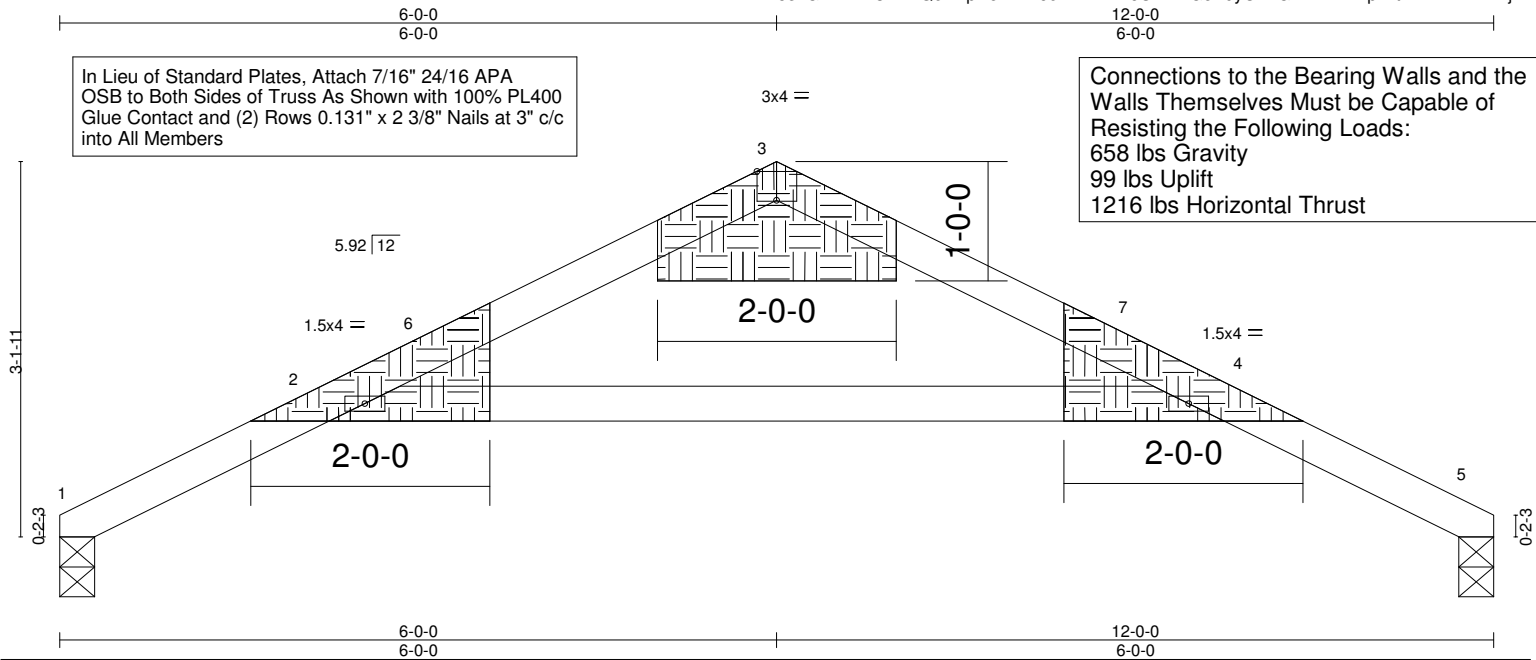 6-0-0
12-0-0
6-0-0
6-0-0
In Lieu of Standard Plates, Attach 7/16" 24/16 APA
OSB to Both Sides of Truss As Shown with 100% PL400
Glue Contact and (2) Rows 0.131" x 2 3/8" Nails at 3" c/c
into All Members
Connections to the Bearing Walls and the
Walls Themselves Must be Capable of
Resisting the Following Loads:
658 lbs Gravity
99 lbs Uplift
1216 lbs Horizontal Thrust
3x4 =
3
1-0-0
5.92 12
2-0-0
1.5x4 =
6
7
1.5x4 =
3-1-11
2
4
2-0-0
2-0-0
1
5
0-2-3
0-2-3
6-0-0
12-0-0
6-0-0
6-0-0